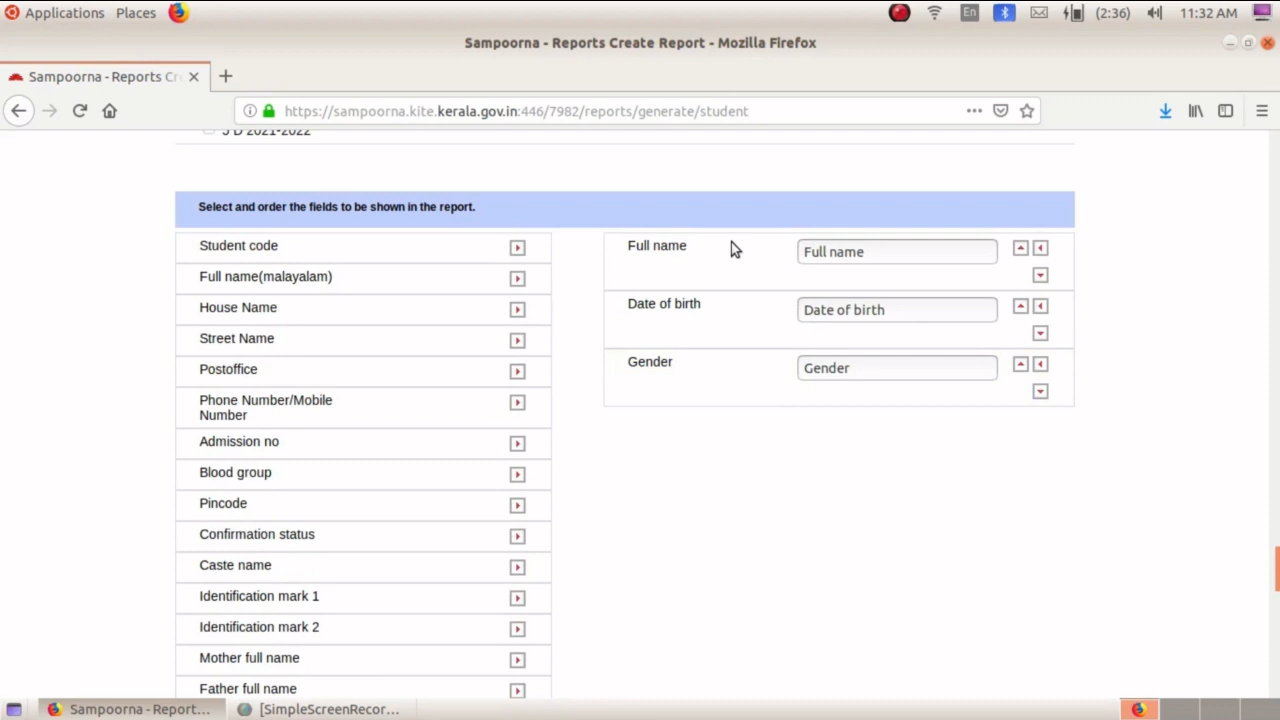 Applications Places En (2:36) 11:32 AM
Sampoorna - Reports Create Report - Mozilla Firefox
Sampoorna - Reports Cr
https://sampoorna.kite.kerala.gov.in:446/7982/reports/generate/student
J D 2021-2022
Select and order the fields to be shown in the report.
Student code
Full name(malayalam)
House Name
Street Name
Postoffice
Phone Number/Mobile
Number
Admission no
Blood group
Pincode
Confirmation status
Caste name
Identification mark 1
Identification mark 2
Mother full name
Father full name
Full name Full name
Date of birth Date of birth
Gender Gender
Sampoorna - Report... [SimpleScreenRecor...